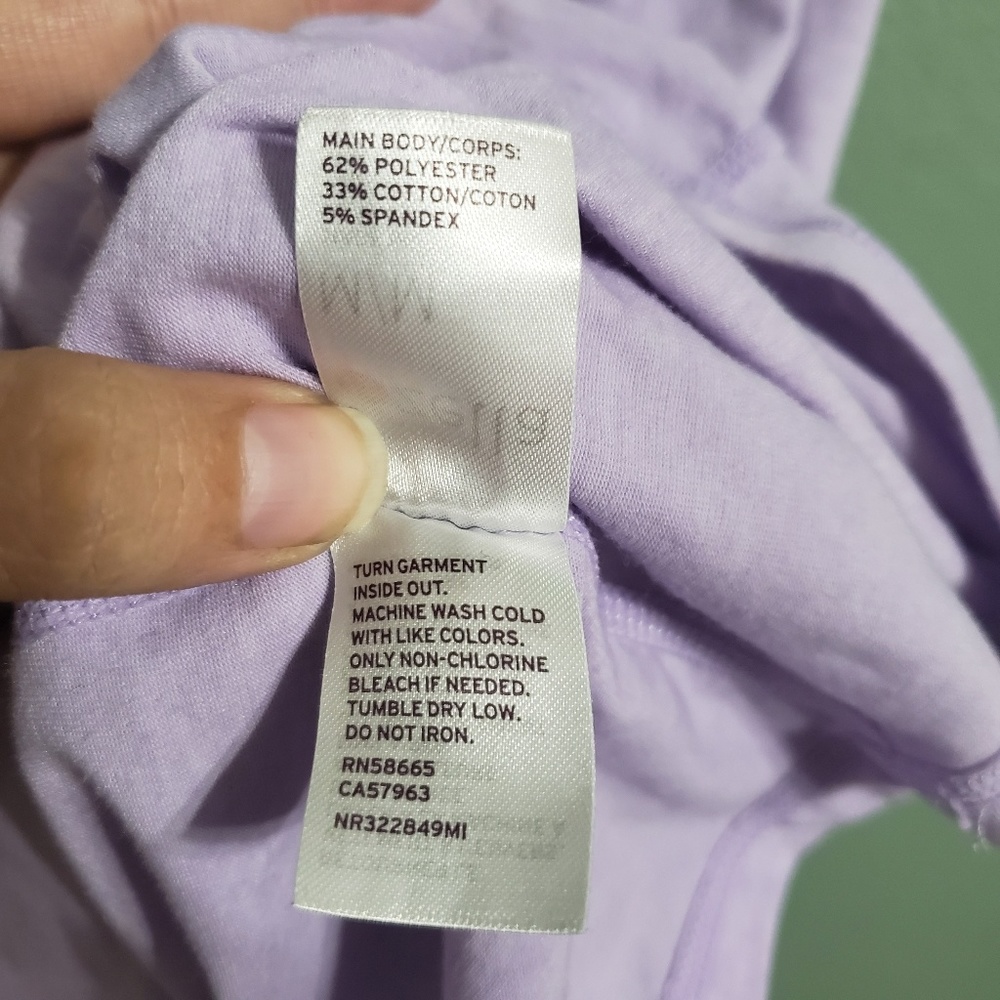 MAIN BODY/CORPS:
62% POLYESTER
33% COTTON/COTON
5% SPANDEX
M/M
TURN GARMENT
INSIDE OUT.
MACHINE WASH COLD
WITH LIKE COLORS.
ONLY NON-CHLORINE
BLEACH IF NEEDED.
TUMBLE DRY LOW.
DO NOT IRON.
RN58665
CA57963
NR322849MI